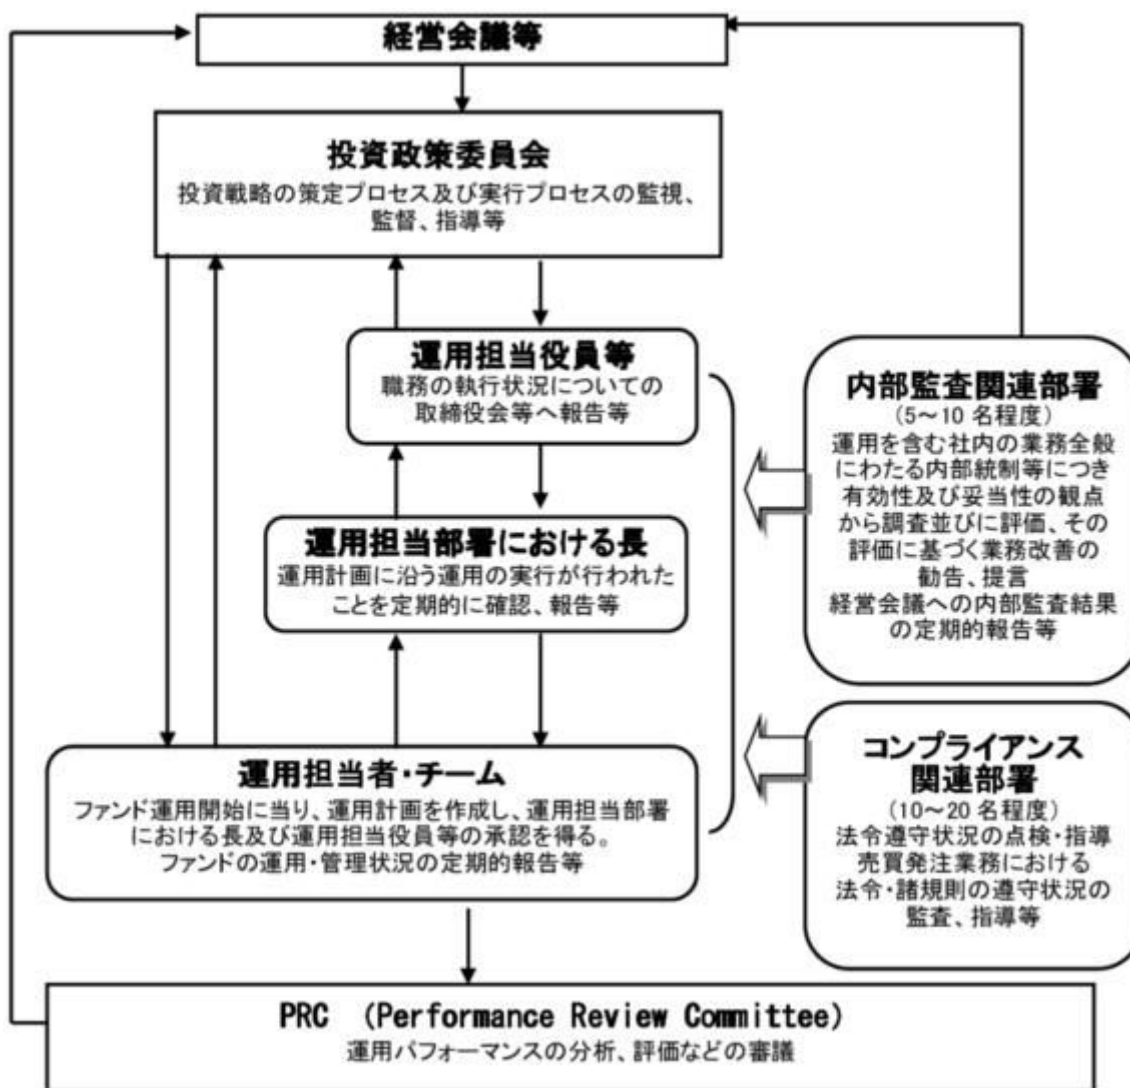 経営会議等
投資政策委員会
投資戦略の策定プロセス及び実行プロセスの監視、
監督、指導等
運用担当役員等
職務の執行状況についての
取締役会等へ報告等
運用担当部署における長
運用計画に沿う運用の実行が行われた
ことを定期的に確認、報告等
運用担当者・チーム
ファンド運用開始に当り、運用計画を作成し、運用担当部署
における長及び運用担当役員等の承認を得る。
ファンドの運用・管理状況の定期的報告等
内部監査関連部署
(5～10 名程度)
運用を含む社内の業務全般
にわたる内部統制等につき
有効性及び妥当性の観点
から調査並びに評価、その
評価に基づく業務改善の
勧告、提言
経営会議への内部監査結果
の定期的報告等
コンプライアンス
関連部署
(10～20 名程度)
法令遵守状況の点検・指導
売買発注業務における
法令・諸規則の遵守状況の
監査、指導等
PRC (Performance Review Committee)
運用パフォーマンスの分析、評価などの審議